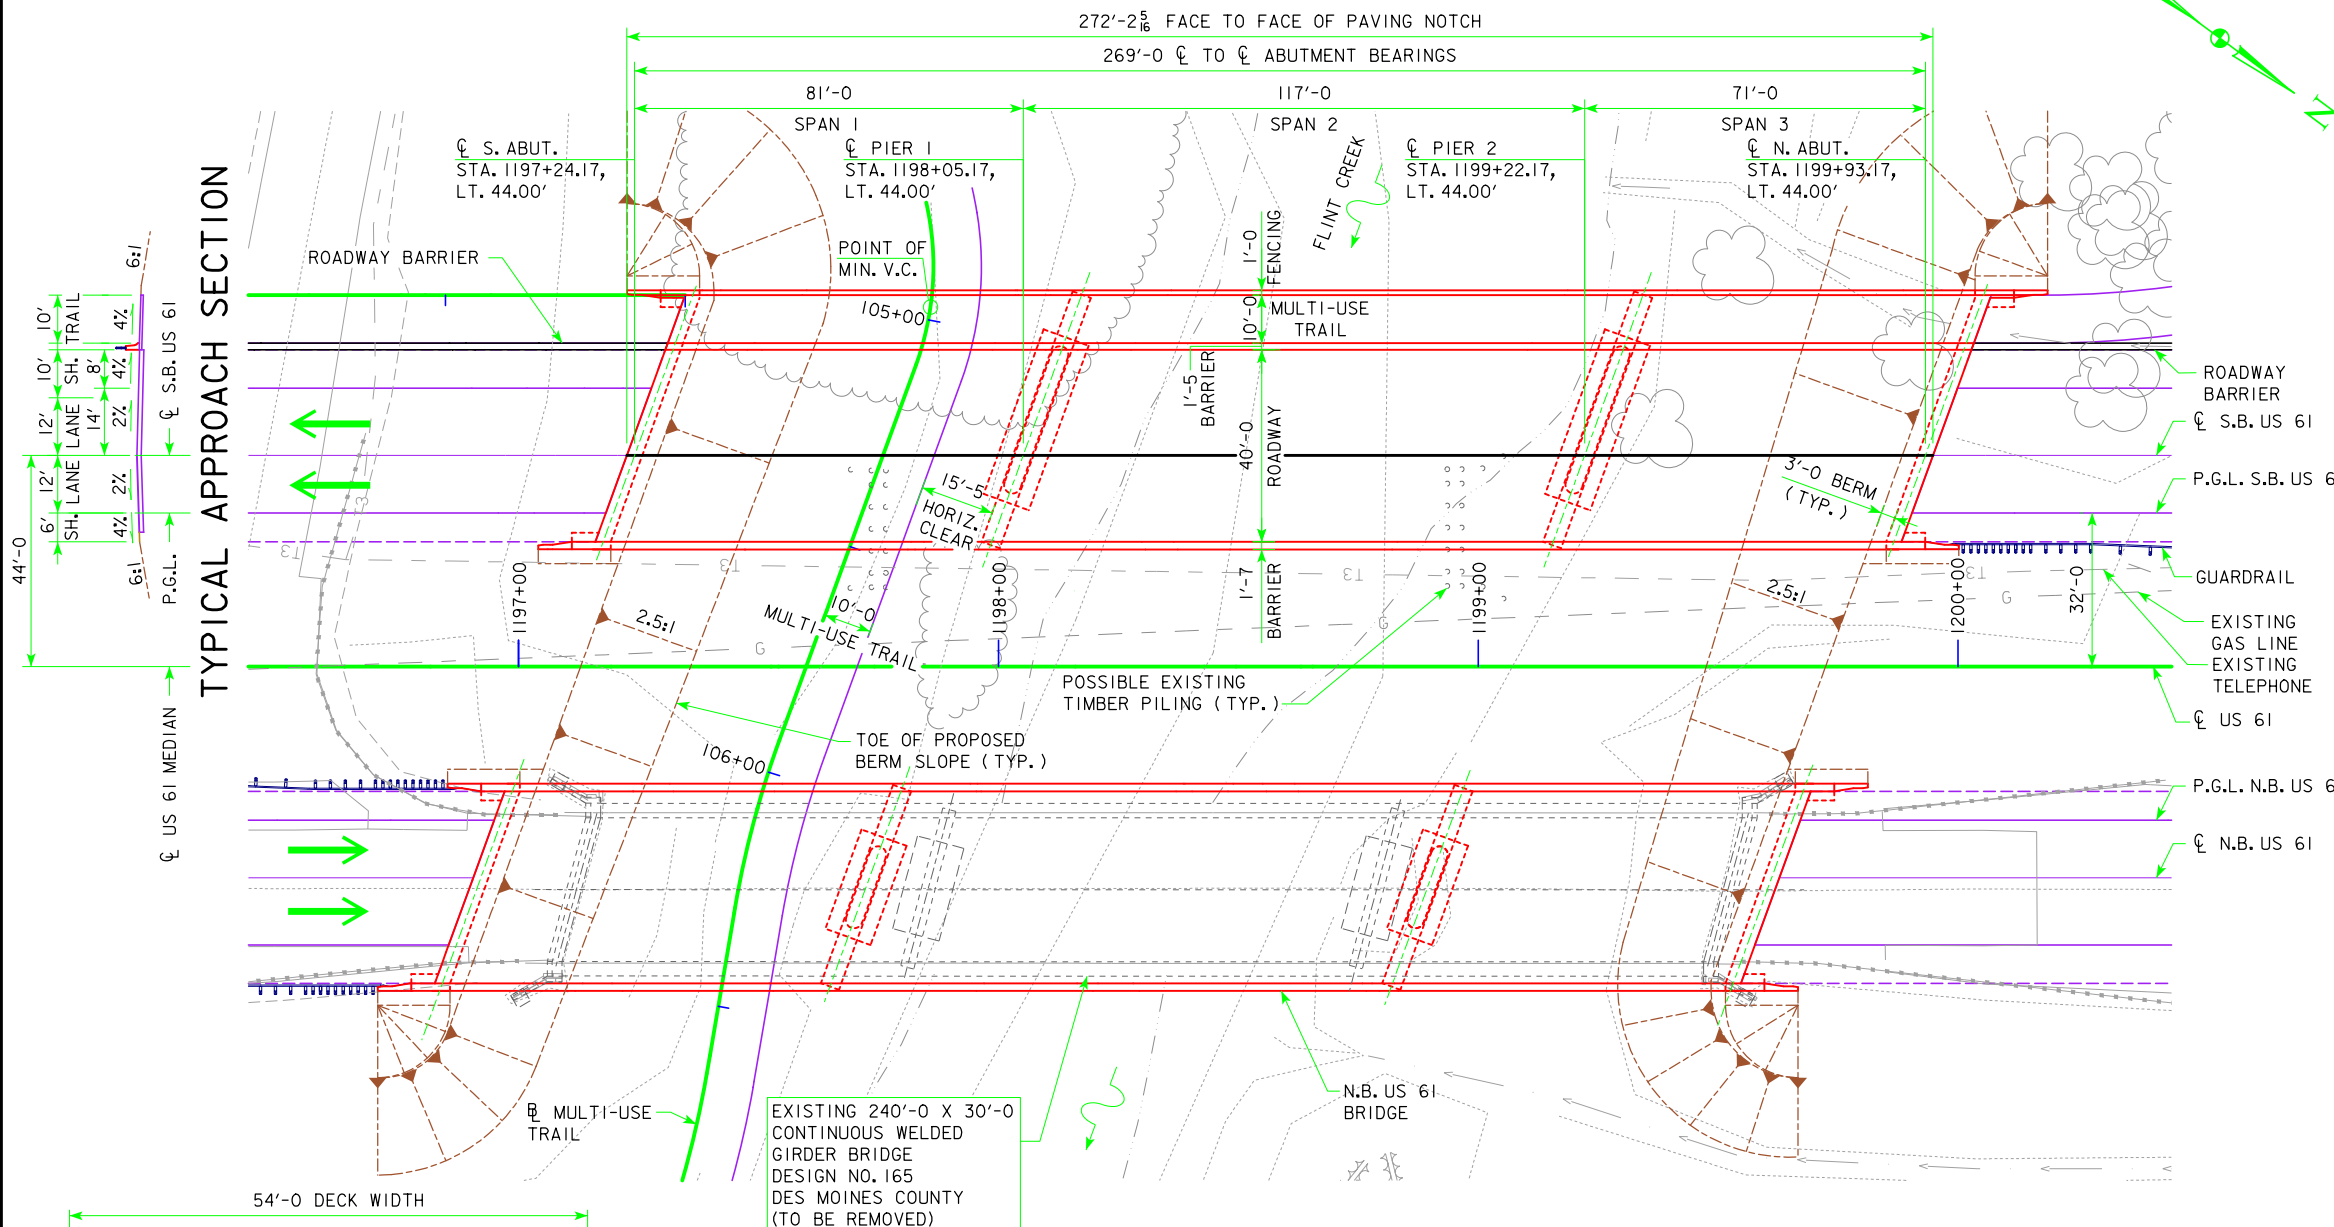 272'-2 5/16 FACE TO FACE OF PAVING NOTCH
269'-0 ℄ TO ℄ ABUTMENT BEARINGS
81'-0
117'-0
71'-0
SPAN 1
SPAN 2
SPAN 3
N
℄ S. ABUT.
STA. 1197+24.17,
LT. 44.00'
℄ PIER 1
STA. 1198+05.17,
LT. 44.00'
℄ PIER 2
STA. 1199+22.17,
LT. 44.00'
℄ N. ABUT.
STA. 1199+93.17,
LT. 44.00'
FLINT CREEK
ROADWAY BARRIER
POINT OF
MIN. V.C.
105+00
1'-0
FENCING
10'-0
MULTI-USE
TRAIL
1'-5
BARRIER
40'-0
ROADWAY
1'-7
BARRIER
TYPICAL APPROACH SECTION
6:1
10'
TRAIL
4%
10'
SH.
8'
4%
12'
LANE
14'
2%
℄ S.B. US 61
12'
LANE
2%
6'
SH.
4%
6:1
P.G.L.
44'-0
℄ US 61 MEDIAN
15'-5
HORIZ.
CLEAR
3'-0 BERM
(TYP.)
ROADWAY
BARRIER
℄ S.B. US 61
P.G.L. S.B. US 6
GUARDRAIL
EXISTING
GAS LINE
EXISTING
TELEPHONE
℄ US 61
P.G.L. N.B. US 6
℄ N.B. US 61
32'-0
T3
T3
T3
T3
T3
G
G
G
1197+00
1198+00
1199+00
1200+00
2.5:1
2.5:1
10'-0
MULTI-USE TRAIL
POSSIBLE EXISTING
TIMBER PILING (TYP.)
TOE OF PROPOSED
BERM SLOPE (TYP.)
106+00
℄ MULTI-USE
TRAIL
EXISTING 240'-0 X 30'-0
CONTINUOUS WELDED
GIRDER BRIDGE
DESIGN NO. 165
DES MOINES COUNTY
(TO BE REMOVED)
N.B. US 61
BRIDGE
54'-0 DECK WIDTH